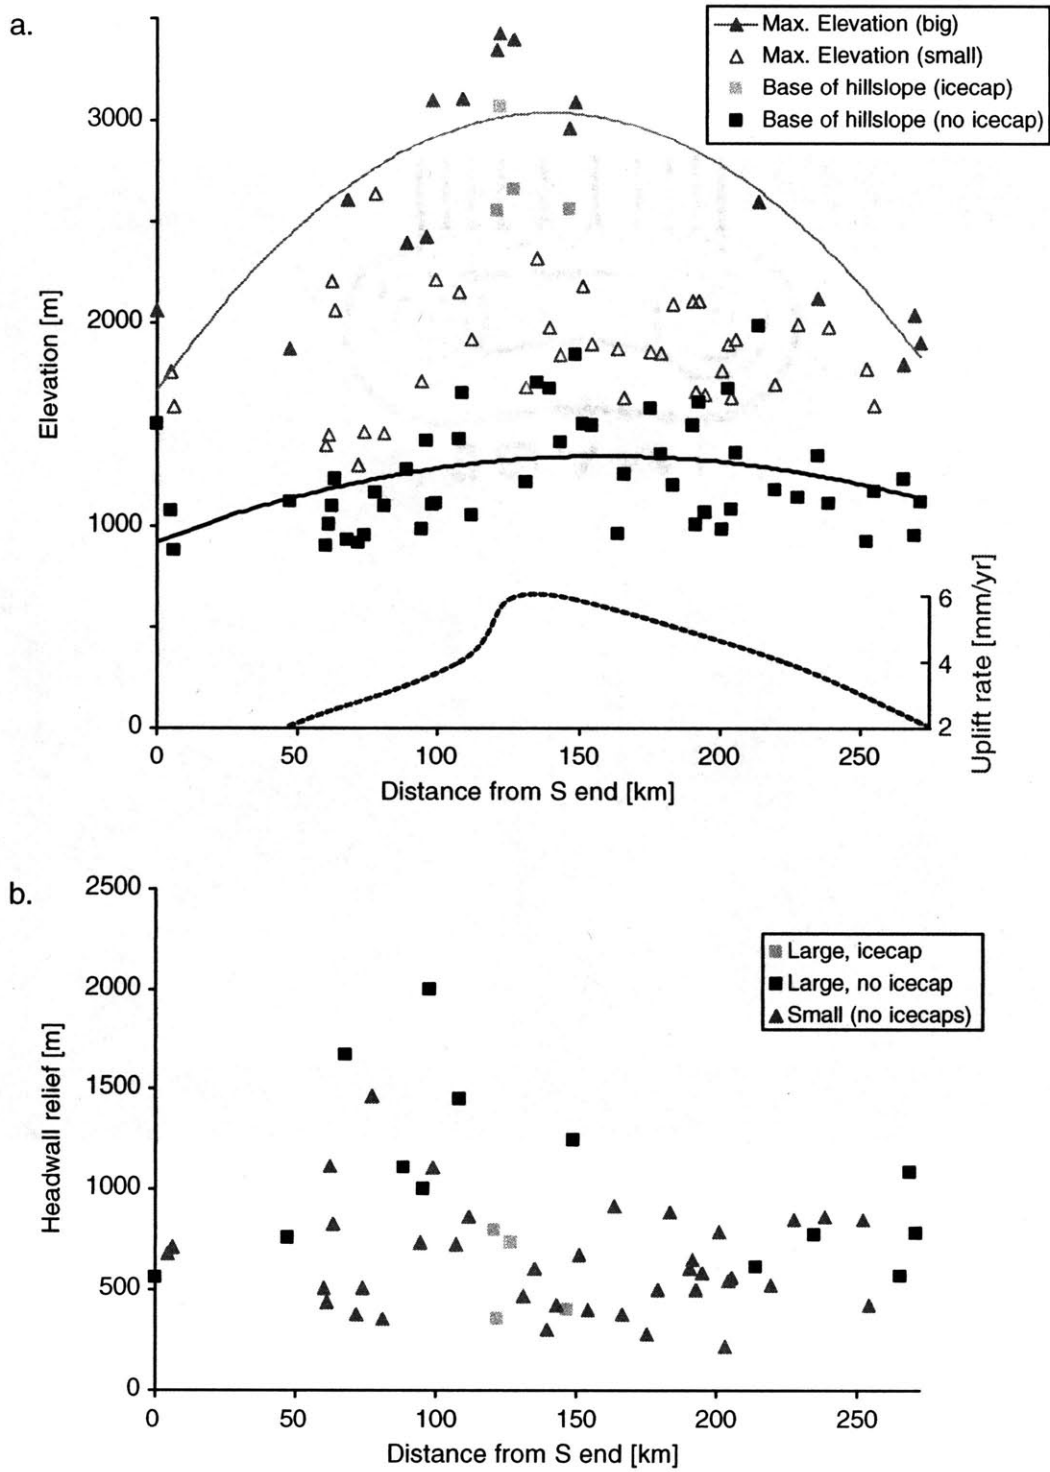 a.
Max. Elevation (big)
Max. Elevation (small)
Base of hillslope (icecap)
Base of hillslope (no icecap)
3000
2000
1000
0
Elevation [m]
6
4
2
Uplift rate [mm/yr]
0 50 100 150 200 250
Distance from S end [km]
b.
2500
2000
1500
1000
500
0
Headwall relief [m]
Large, icecap
Large, no icecap
Small (no icecaps)
0 50 100 150 200 250
Distance from S end [km]